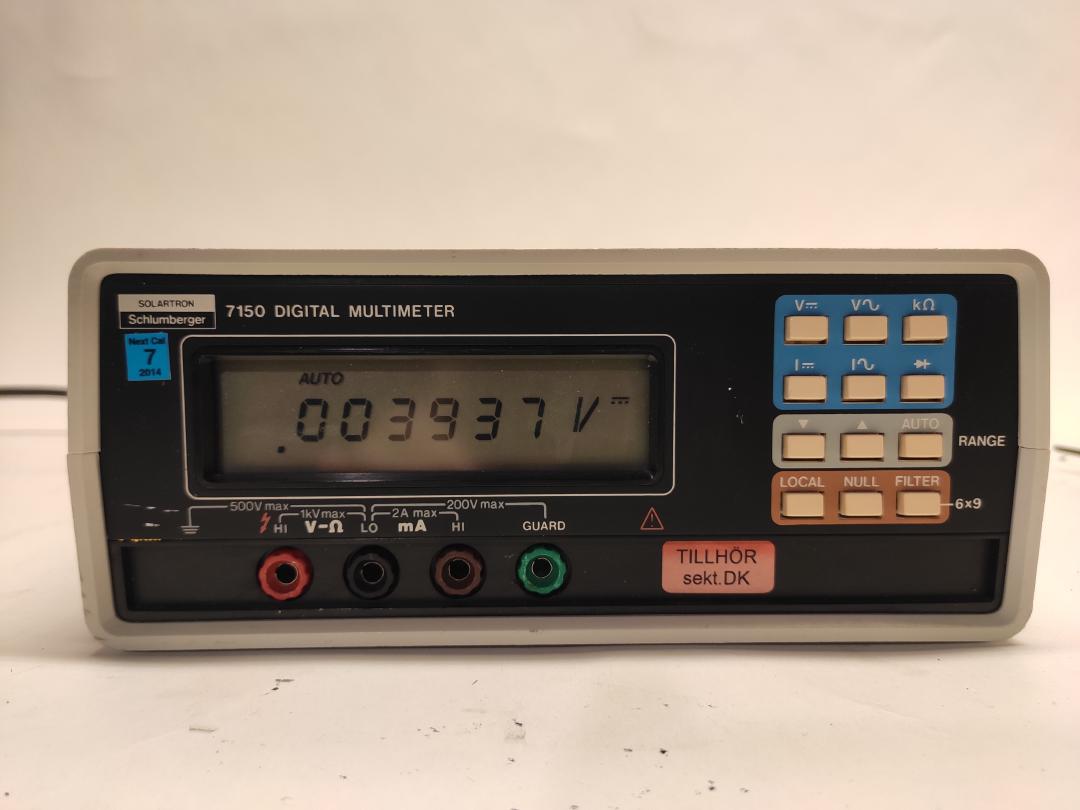 SOLARTRON
Schlumberger
7150 DIGITAL MULTIMETER
Next Cal
7
2014
AUTO
.003937 V
V V kΩ
I I
AUTO
RANGE
LOCAL NULL FILTER
6x9
500V max 200V max
1kV max 2A max
HI V-Ω LO mA HI GUARD
TILLHÖR
sekt.DK